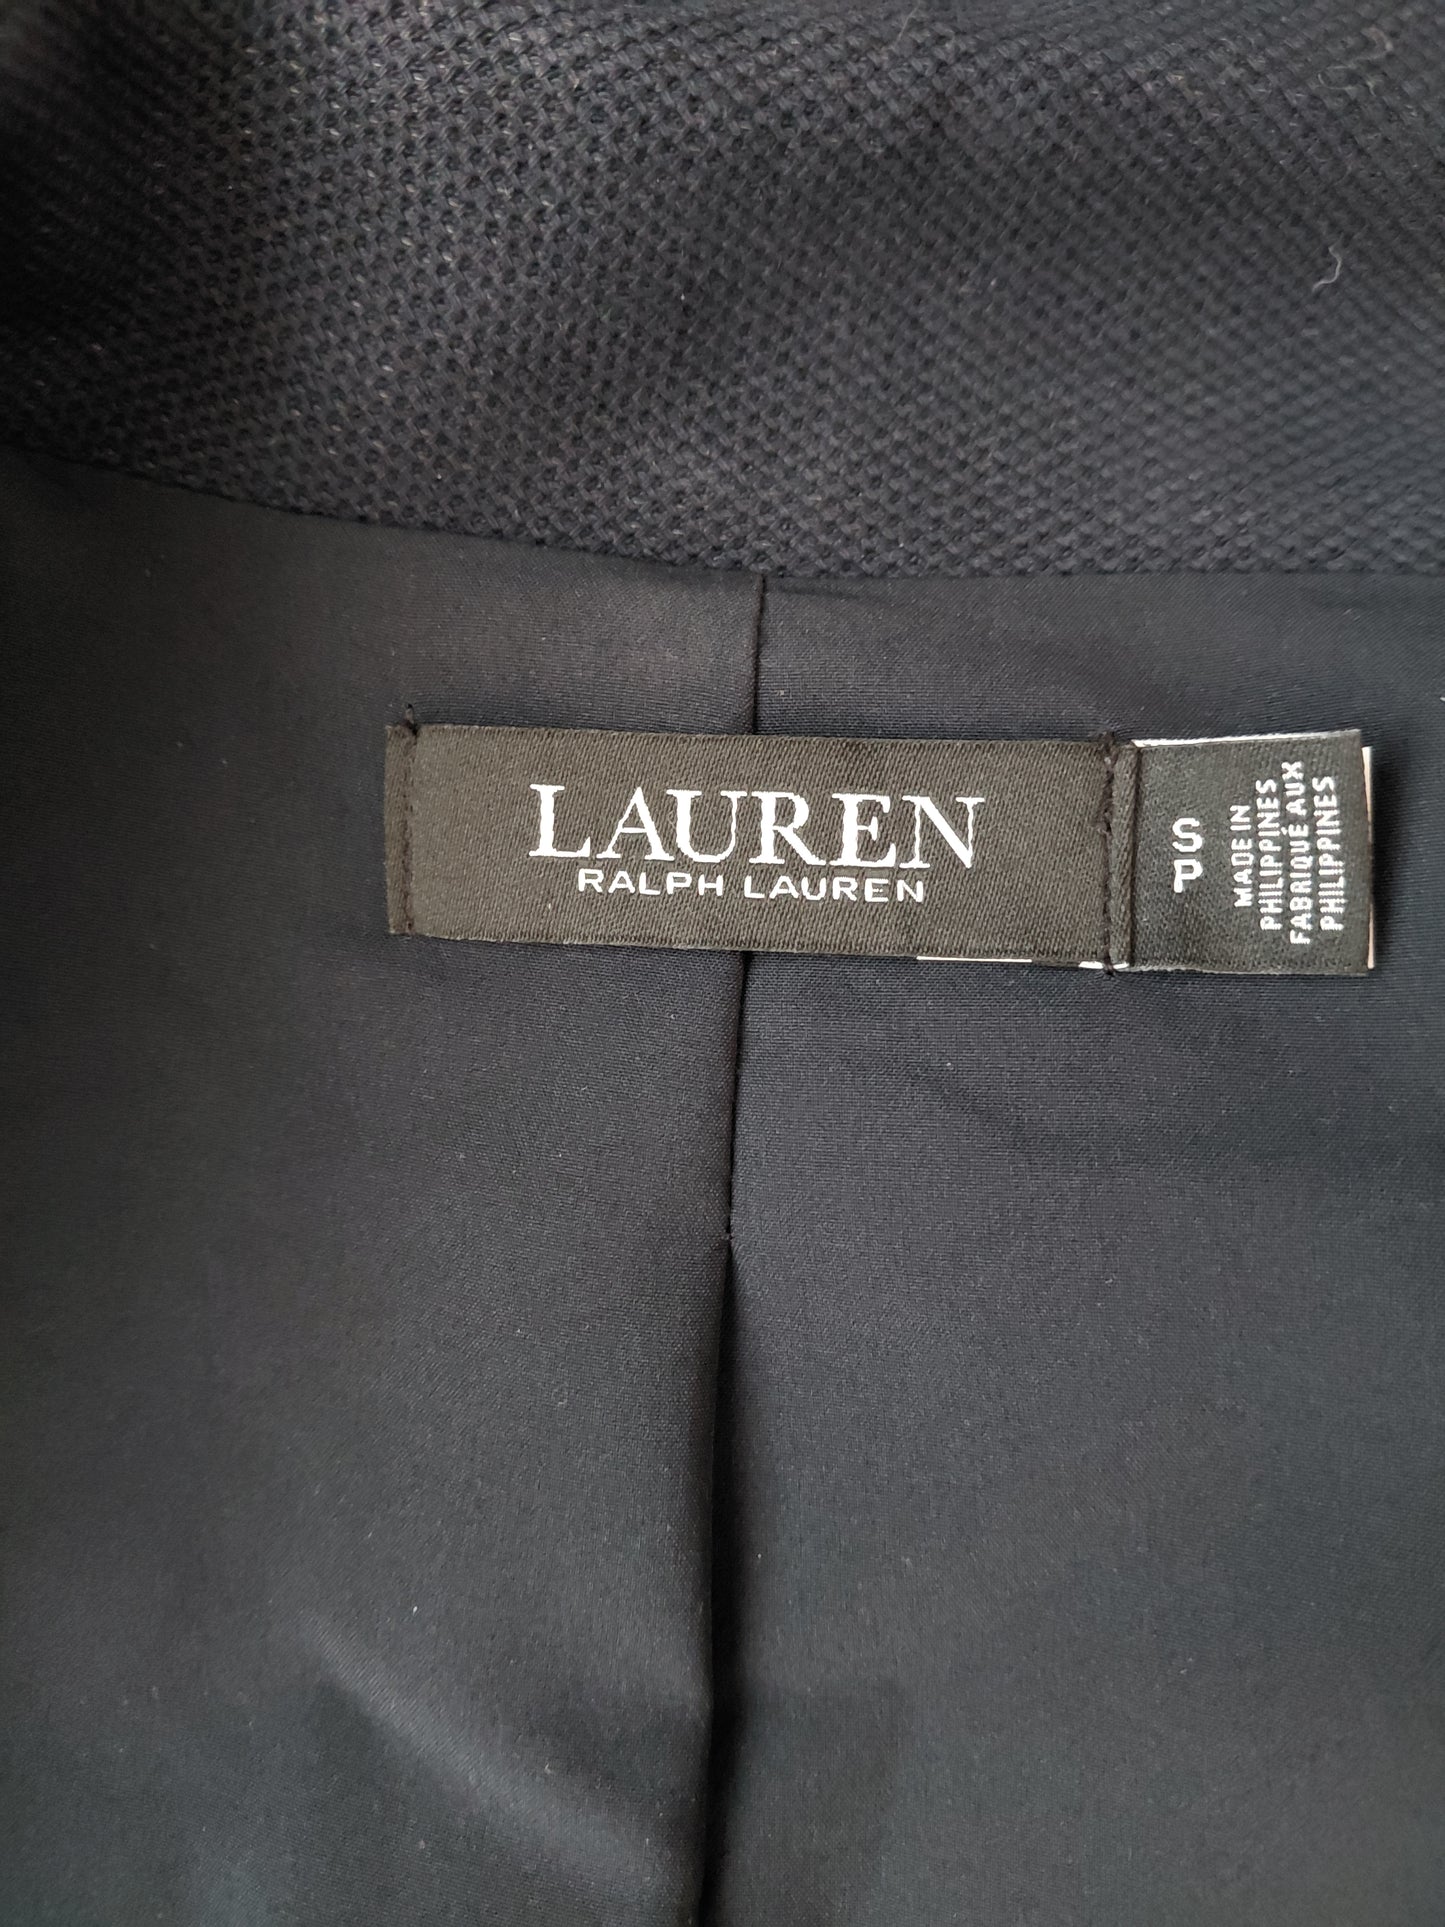 LAUREN
RALPH LAUREN
S
P
MADE IN
PHILIPPINES
FABRIQUÉ AUX
PHILIPPINES